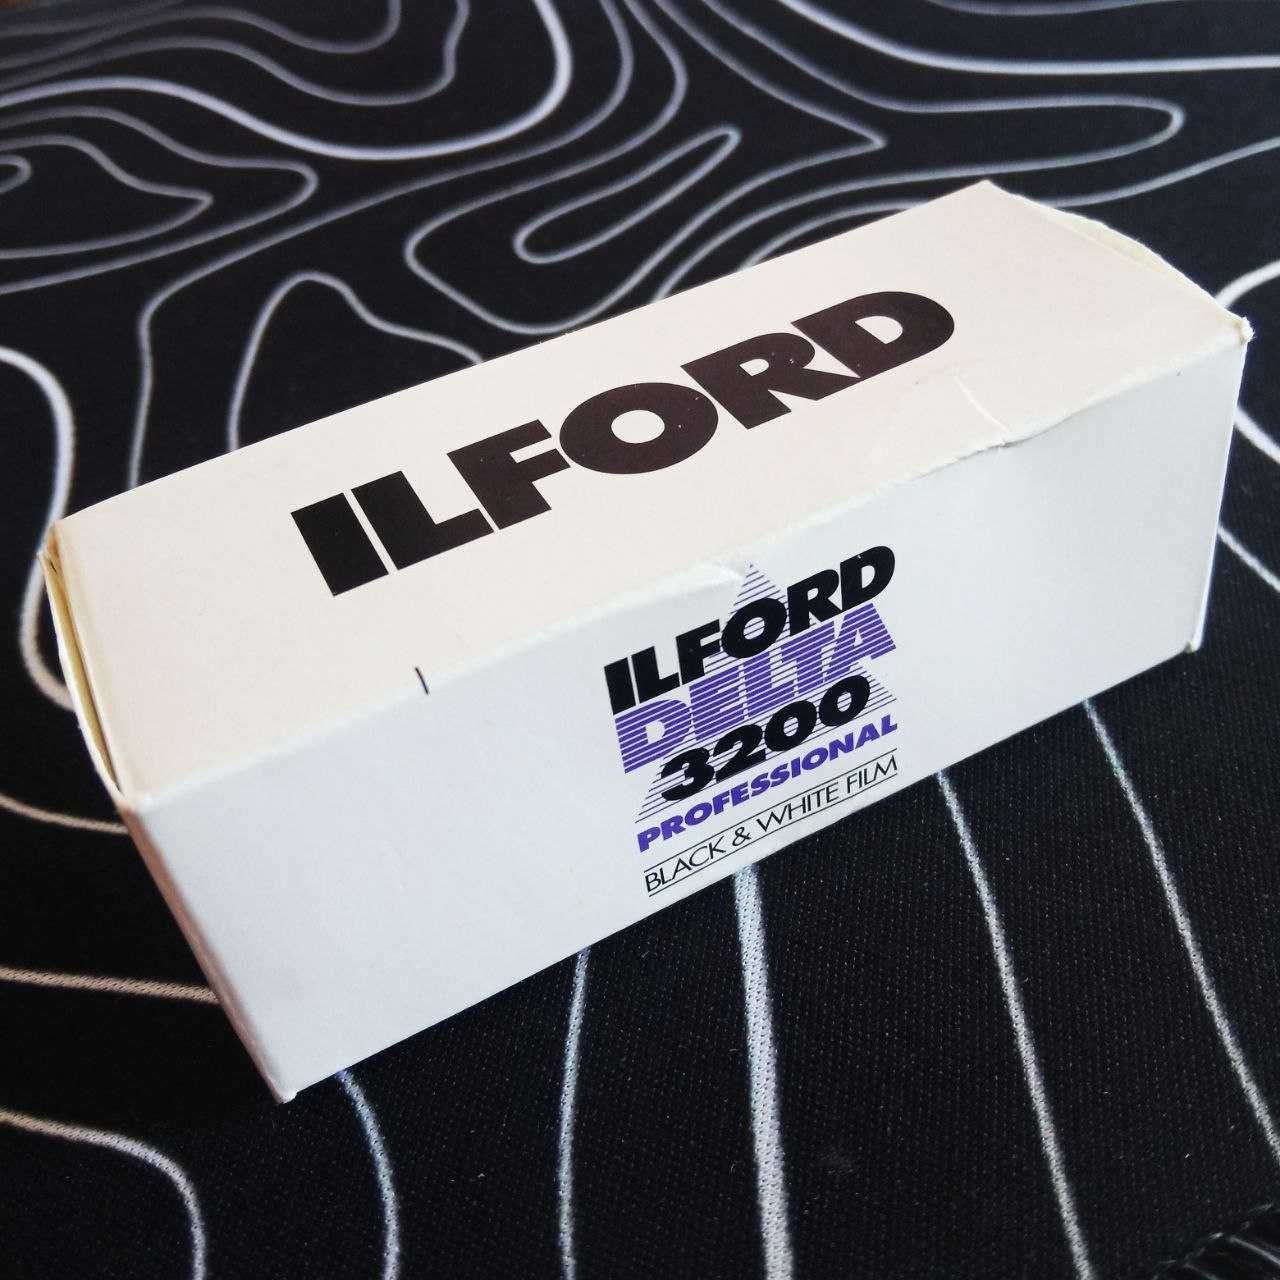 ILFORD
ILFORD
DELTA
3200
PROFESSIONAL
BLACK & WHITE FILM